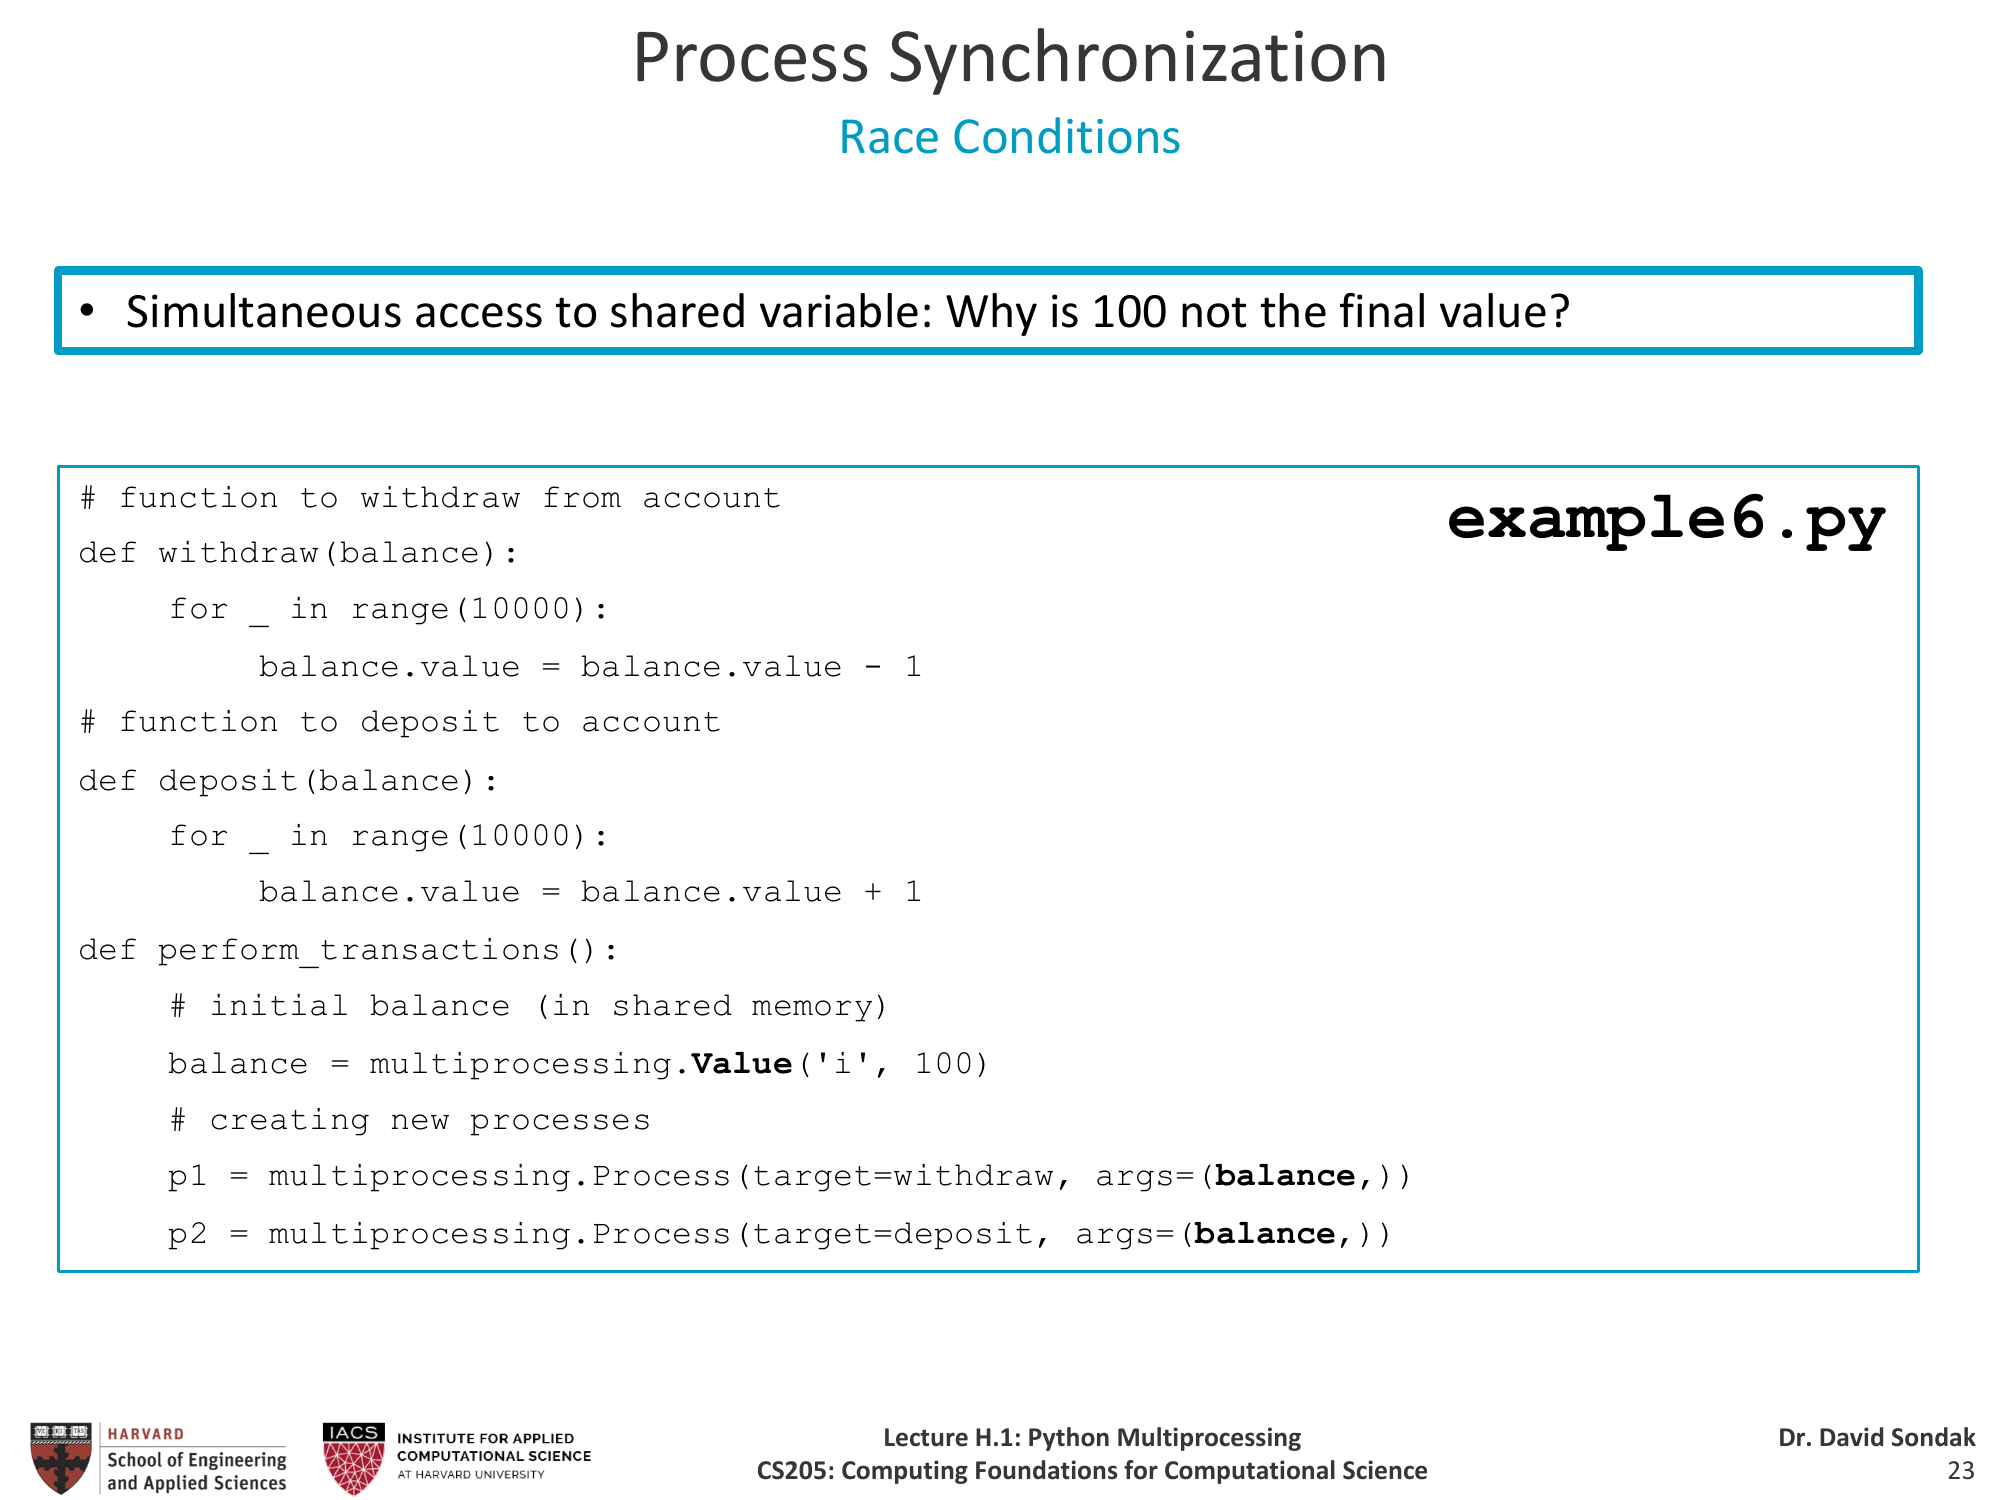 Process Synchronization
Race Conditions
• Simultaneous access to shared variable: Why is 100 not the final value?
example6.py
# function to withdraw from account
def withdraw(balance):
    for _ in range(10000):
        balance.value = balance.value - 1
# function to deposit to account
def deposit(balance):
    for _ in range(10000):
        balance.value = balance.value + 1
def perform_transactions():
    # initial balance (in shared memory)
    balance = multiprocessing.Value('i', 100)
    # creating new processes
    p1 = multiprocessing.Process(target=withdraw, args=(balance,))
    p2 = multiprocessing.Process(target=deposit, args=(balance,))
HARVARD
School of Engineering
and Applied Sciences
IACS
INSTITUTE FOR APPLIED
COMPUTATIONAL SCIENCE
AT HARVARD UNIVERSITY
Lecture H.1: Python Multiprocessing
CS205: Computing Foundations for Computational Science
Dr. David Sondak
23